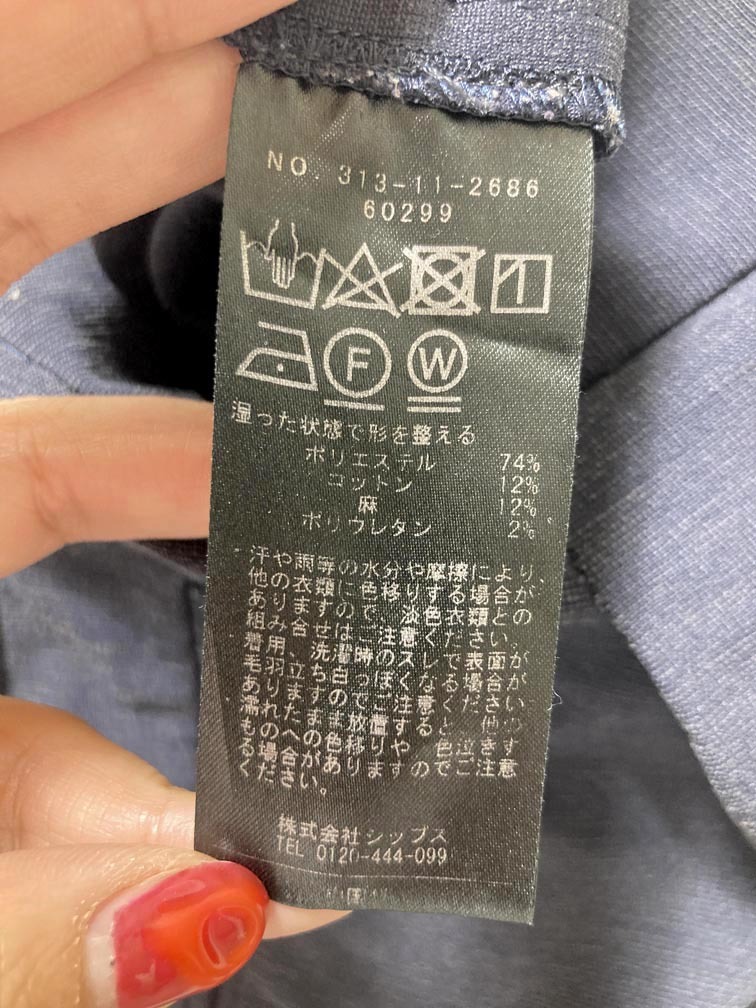 NO. 313-11-2686
60299
F W
湿った状態で形を整える
ポリエステル 74%
コットン 12%
麻 12%
ポリウレタン 2%
汗や雨等の水分や摩擦により、
他の衣類に色移りする場合が
ありますので、淡色衣類との
組み合せはご注意ください。
着用、洗濯時のスレで表面が
毛羽立ち白っぽくなる場合が
ありますのでご注意ください
濡れたまま放置すると色泣き
もの場合へ色移りますのでご注意
るください。
株式会社シップス
TEL 0120-444-099